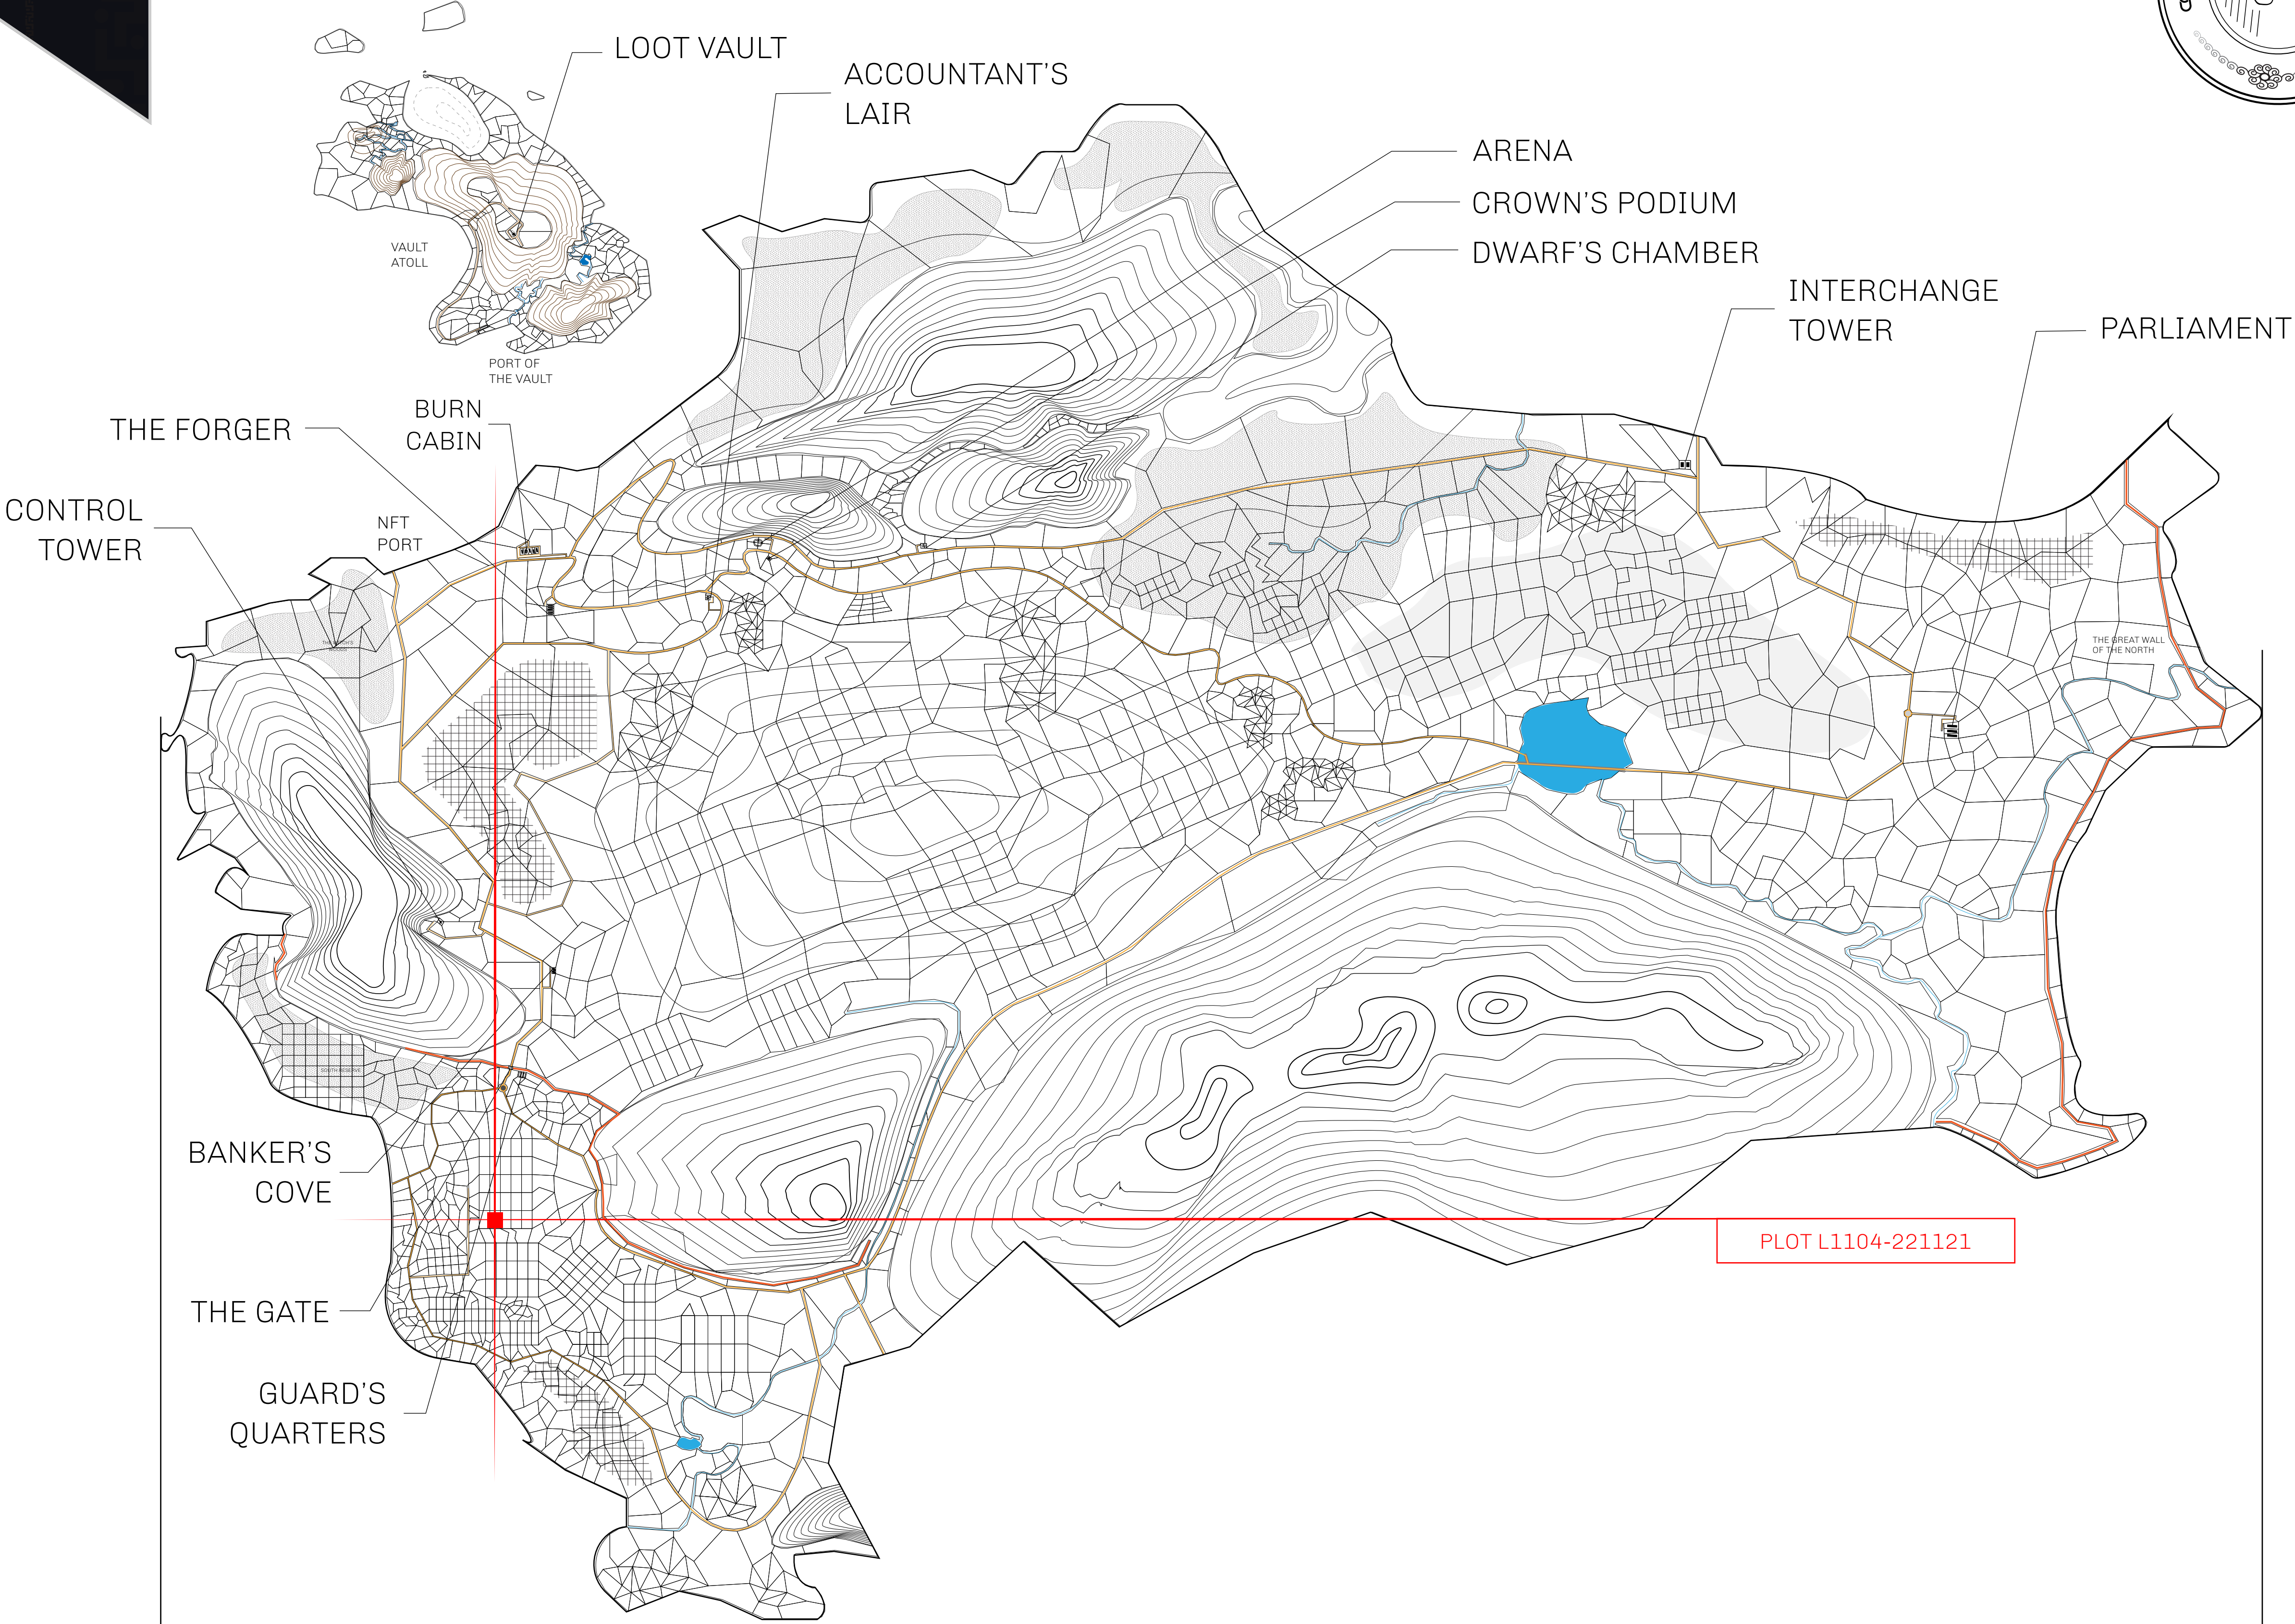 LOOT VAULT
ACCOUNTANT'S
LAIR
ARENA
CROWN'S PODIUM
DWARF'S CHAMBER
INTERCHANGE
TOWER
PARLIAMENT
VAULT
ATOLL
PORT OF
THE VAULT
BURN
CABIN
THE FORGER
CONTROL
TOWER
NFT
PORT
THE GREAT WALL
OF THE NORTH
SOUTH RESERVE
BANKER'S
COVE
THE GATE
GUARD'S
QUARTERS
PLOT L1104-221121